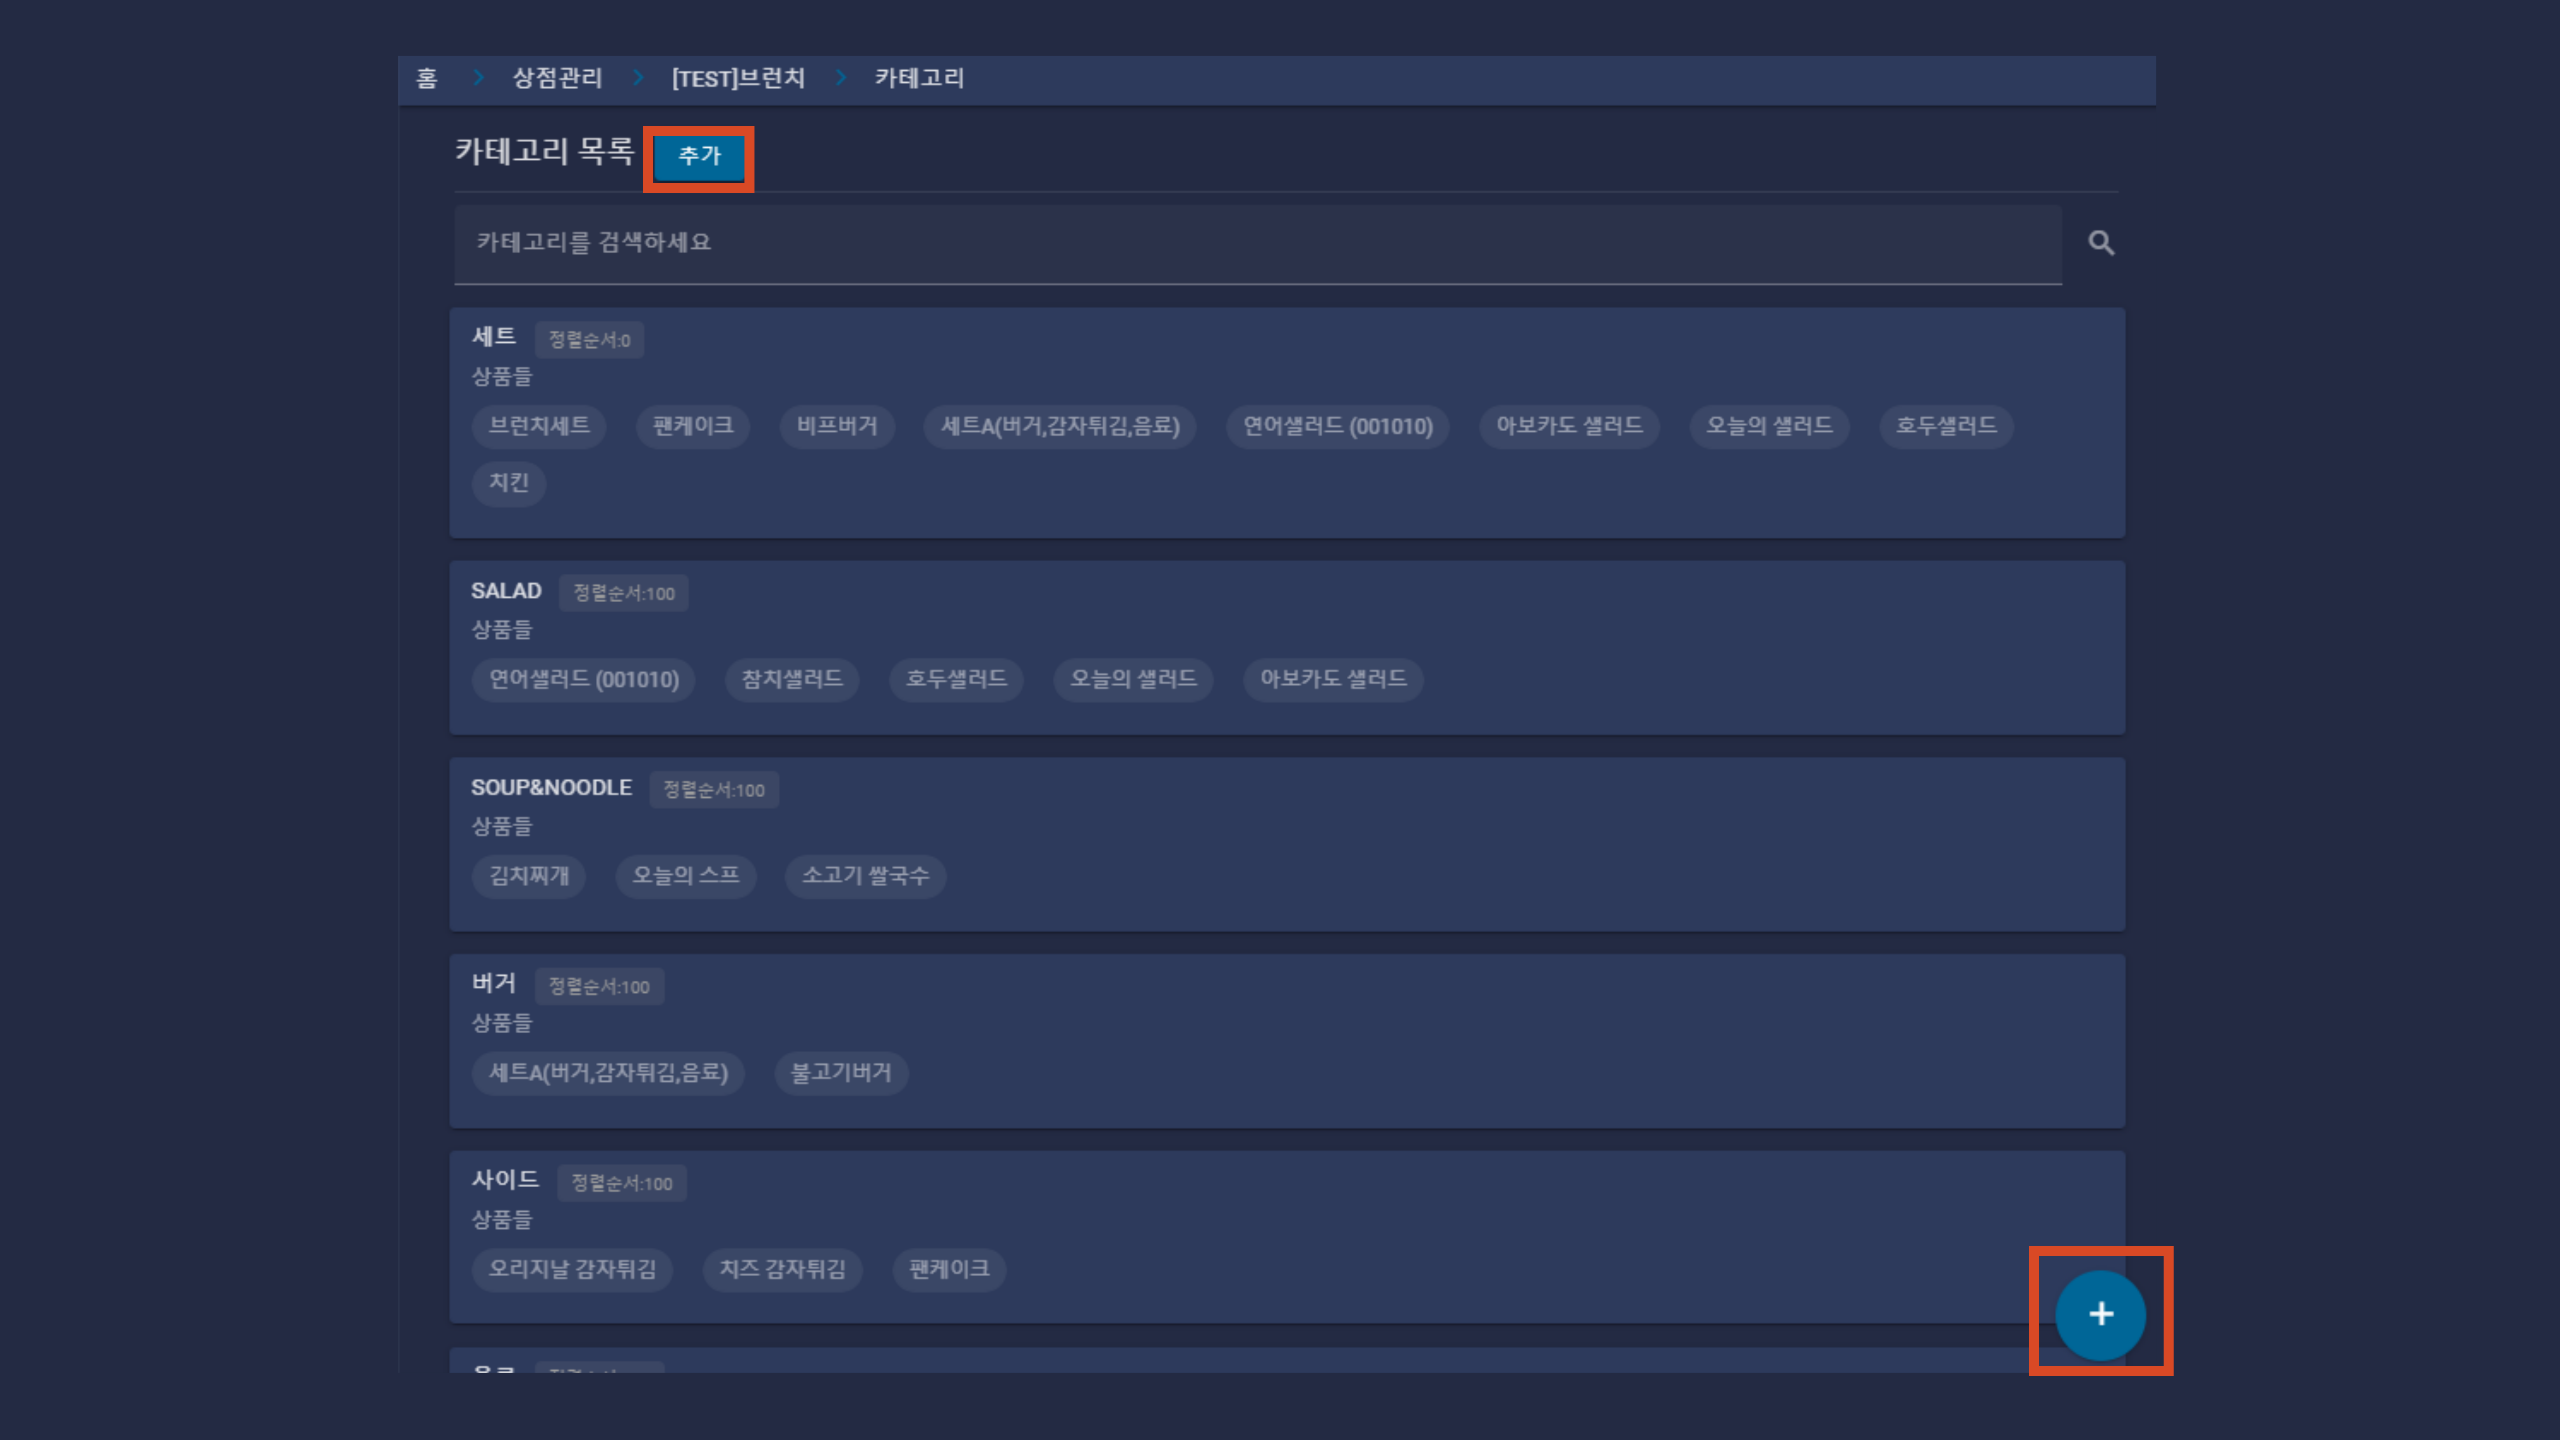 홈 > 상점관리 > [TEST]브런치 > 카테고리
카테고리 목록 추가
카테고리를 검색하세요
세트 정렬순서:0
상품들
브런치세트 팬케이크 비프버거 세트A(버거,감자튀김,음료) 연어샐러드 (001010) 아보카도 샐러드 오늘의 샐러드 호두샐러드
치킨
SALAD 정렬순서:100
상품들
연어샐러드 (001010) 참치샐러드 호두샐러드 오늘의 샐러드 아보카도 샐러드
SOUP&NOODLE 정렬순서:100
상품들
김치찌개 오늘의 스프 소고기 쌀국수
버거 정렬순서:100
상품들
세트A(버거,감자튀김,음료) 불고기버거
사이드 정렬순서:100
상품들
오리지날 감자튀김 치즈 감자튀김 팬케이크
+